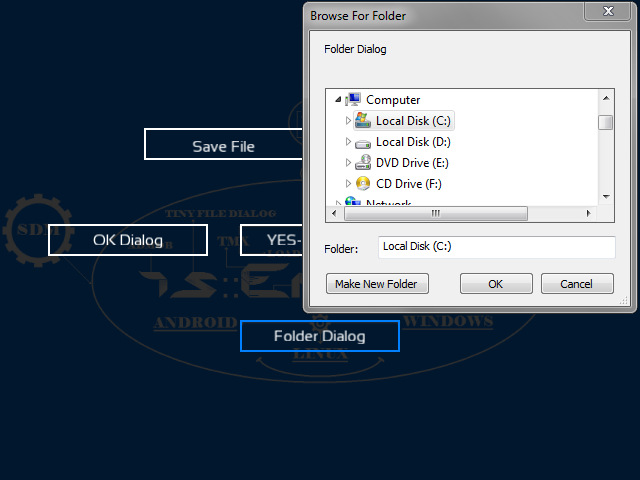 Browse For Folder
Folder Dialog
Computer
Local Disk (C:)
Local Disk (D:)
DVD Drive (E:)
CD Drive (F:)
Network
Folder:
Local Disk (C:)
Make New Folder
OK
Cancel
Save File
TINY FILE DIALOG
SDM
OK Dialog
TMX
YES-
ANDROID
WINDOWS
Folder Dialog
LINUX